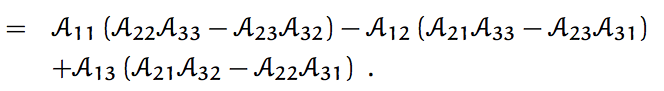 = 𝒜₁₁ (𝒜₂₂𝒜₃₃ − 𝒜₂₃𝒜₃₂) − 𝒜₁₂ (𝒜₂₁𝒜₃₃ − 𝒜₂₃𝒜₃₁)
+𝒜₁₃ (𝒜₂₁𝒜₃₂ − 𝒜₂₂𝒜₃₁) .